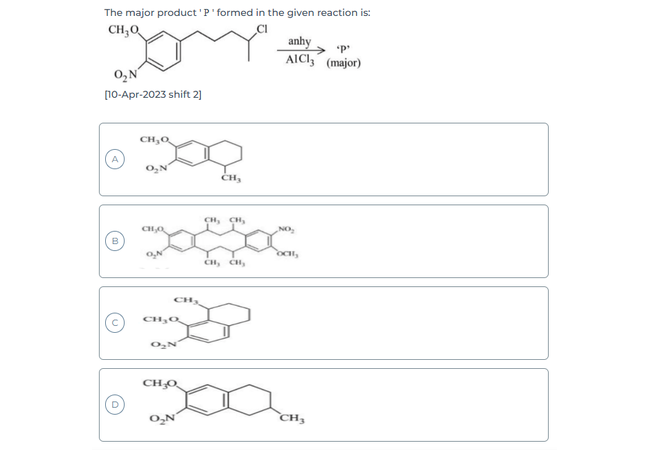 The major product ' P ' formed in the given reaction is:
CH₃O Cl
anhy
AlCl₃
'P'
(major)
O₂N
[10-Apr-2023 shift 2]
A
CH₃O
O₂N
CH₃
B
CH₃ CH₃
CH₃O NO₂
O₂N OCH₃
CH₃ CH₃
C
CH₃
CH₃O
O₂N
D
CH₃O
O₂N CH₃